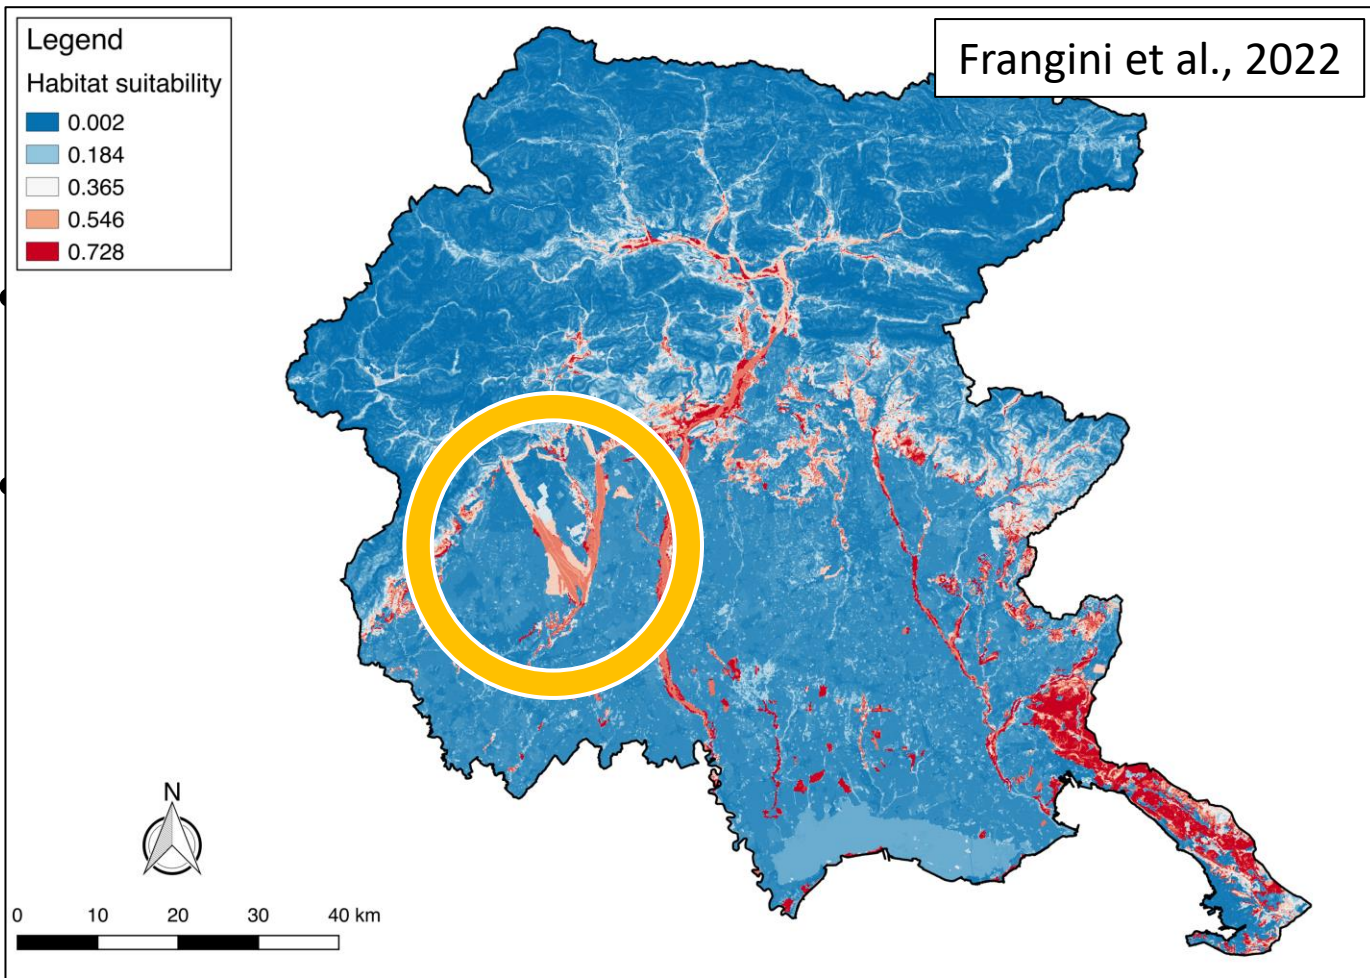 Legend
Habitat suitability
0.002
0.184
0.365
0.546
0.728
Frangini et al., 2022
N
0 10 20 30 40 km